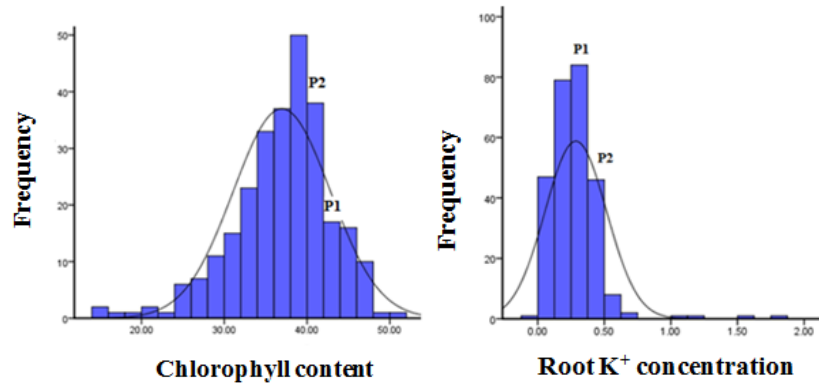 Frequency
50
40
30
20
10
0
P2
P1
20.00 30.00 40.00 50.00
Chlorophyll content
Frequency
100
80
60
40
20
0
P1
P2
0.00 0.50 1.00 1.50 2.00
Root K⁺ concentration